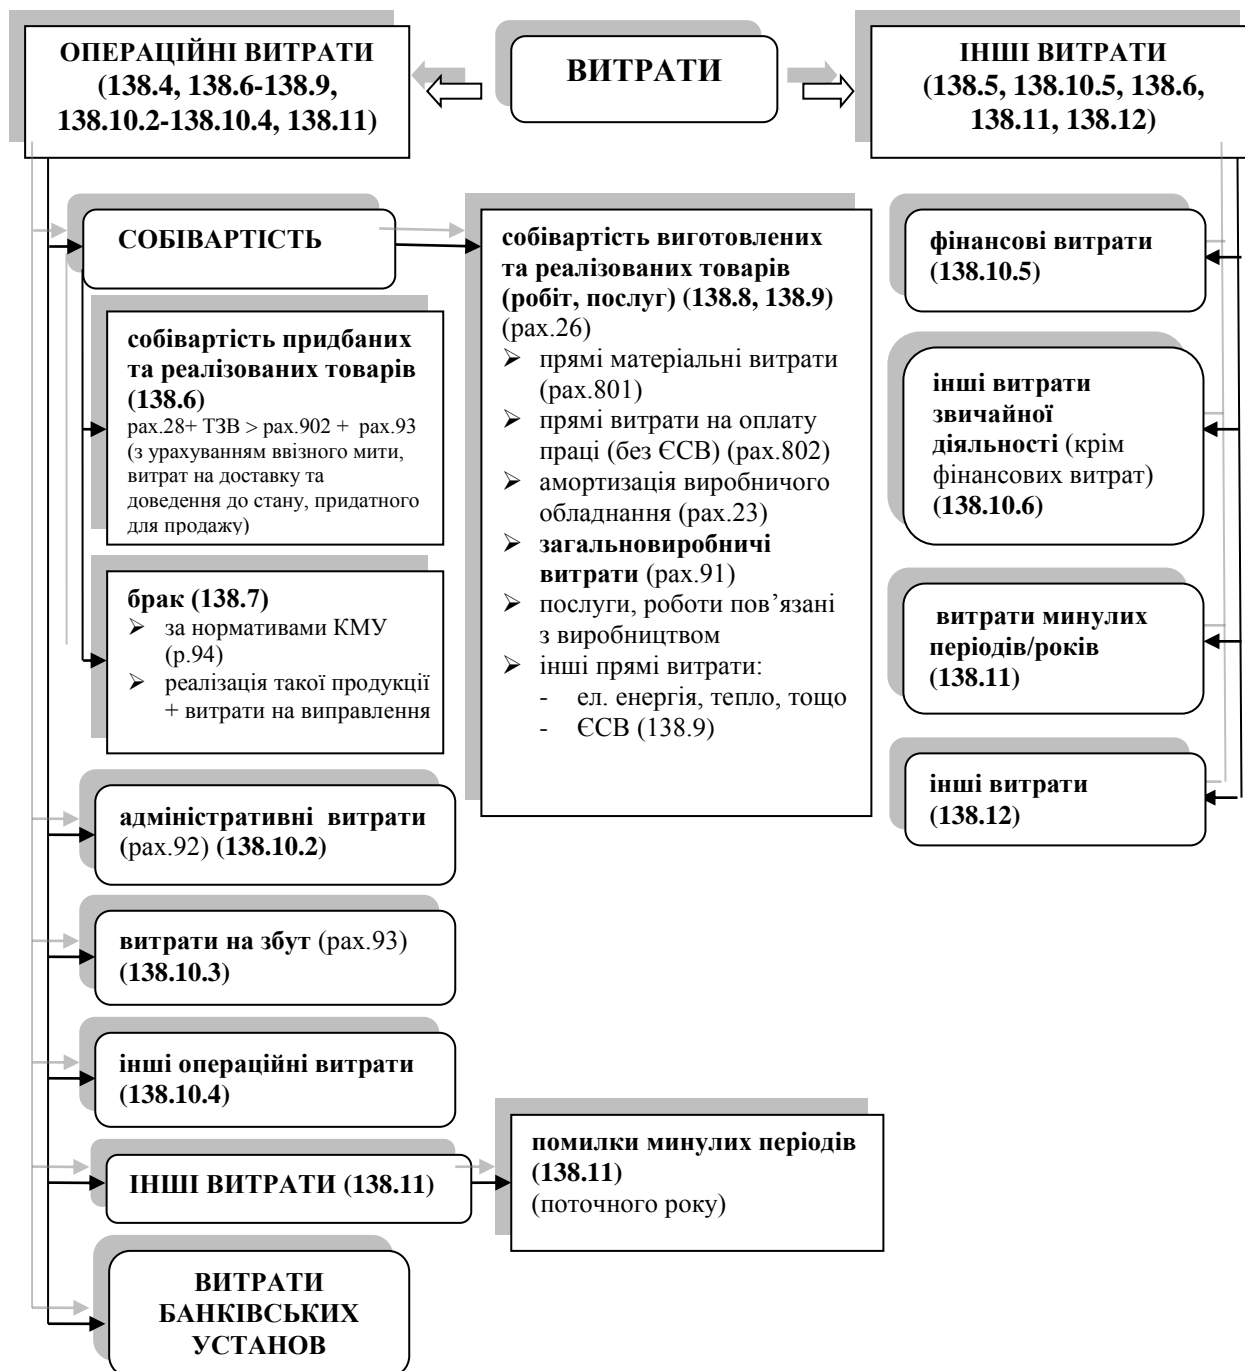 ОПЕРАЦІЙНІ ВИТРАТИ
(138.4, 138.6-138.9,
138.10.2-138.10.4, 138.11)
ВИТРАТИ
ІНШІ ВИТРАТИ
(138.5, 138.10.5, 138.6,
138.11, 138.12)
СОБІВАРТІСТЬ
собівартість придбаних
та реалізованих товарів
(138.6)
рах.28+ ТЗВ > рах.902 + рах.93
(з урахуванням ввізного мити,
витрат на доставку та
доведення до стану, придатного
для продажу)
брак (138.7)
➢ за нормативами КМУ
(р.94)
➢ реалізація такої продукції
+ витрати на виправлення
собівартість виготовлених
та реалізованих товарів
(робіт, послуг) (138.8, 138.9)
(рах.26)
➢ прямі матеріальні витрати
(рах.801)
➢ прямі витрати на оплату
праці (без ЄСВ) (рах.802)
➢ амортизація виробничого
обладнання (рах.23)
➢ загальновиробничі
витрати (рах.91)
➢ послуги, роботи пов’язані
з виробництвом
➢ інші прямі витрати:
- ел. енергія, тепло, тощо
- ЄСВ (138.9)
фінансові витрати
(138.10.5)
інші витрати
звичайної
діяльності (крім
фінансових витрат)
(138.10.6)
витрати минулих
періодів/років
(138.11)
інші витрати
(138.12)
адміністративні витрати
(рах.92) (138.10.2)
витрати на збут (рах.93)
(138.10.3)
інші операційні витрати
(138.10.4)
ІНШІ ВИТРАТИ (138.11)
помилки минулих періодів
(138.11)
(поточного року)
ВИТРАТИ
БАНКІВСЬКИХ
УСТАНОВ